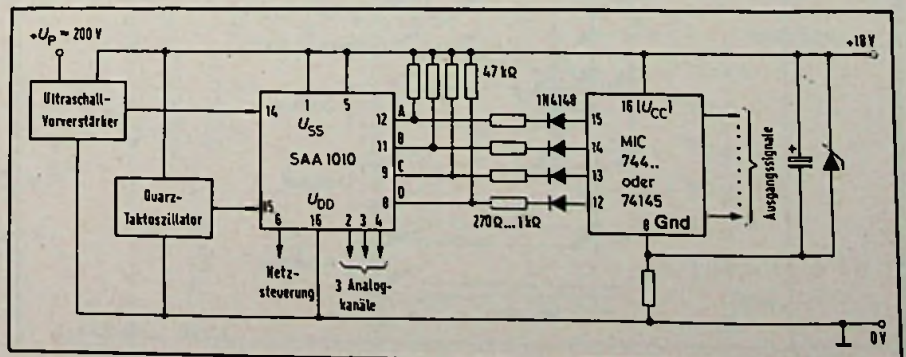 +U_P ≈ 200 V
+18 V
47 kΩ
1N4148
Ultraschall-
Vorverstärker
14
1
5
U_SS
SAA 1010
U_DD
12
A
11
B
9
C
8
D
15
14
13
12
16 (U_CC)
MIC
744..
oder
74145
8 Gnd
Ausgangssignale
+
Quarz-
Taktoszillator
15
6
16
2
3
4
270 Ω...1 kΩ
Netz-
steuerung
3 Analog-
kanäle
0 V